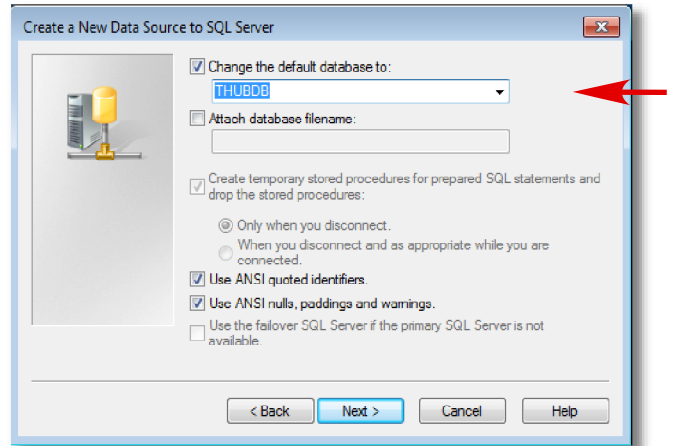 Create a New Data Source to SQL Server
Change the default database to:
THUBDB
Attach database filename:
Create temporary stored procedures for prepared SQL statements and
drop the stored procedures:
Only when you disconnect.
When you disconnect and as appropriate while you are
connected.
Use ANSI quoted identifiers.
Use ANSI nulls, paddings and warnings.
Use the failover SQL Server if the primary SQL Server is not
available.
< Back
Next >
Cancel
Help